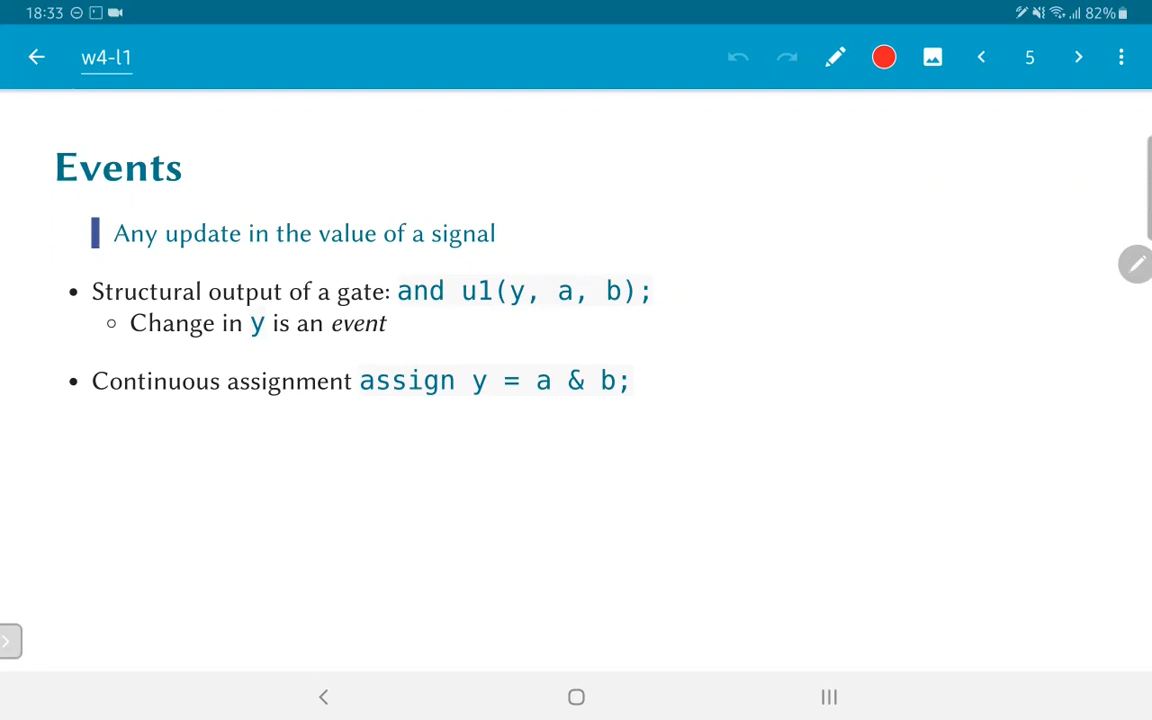 18:33 82%
w4-l1 5
Events
Any update in the value of a signal
• Structural output of a gate: and u1(y, a, b);
◦ Change in y is an event
• Continuous assignment assign y = a & b;